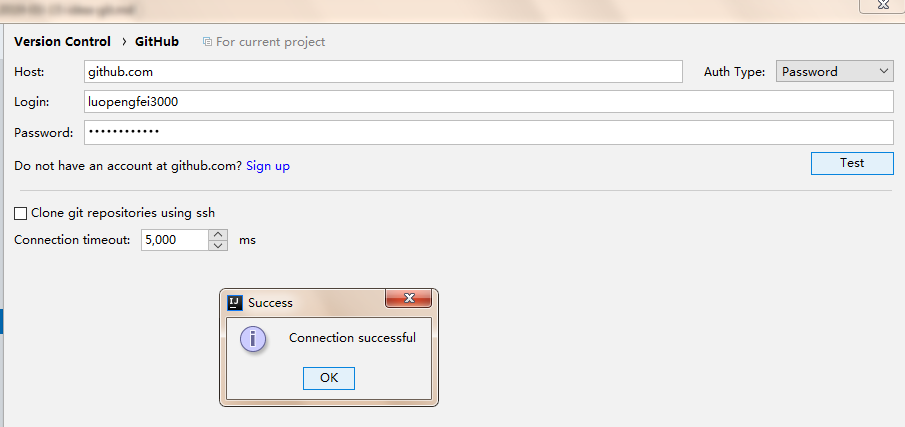 Version Control › GitHub For current project
Host: github.com Auth Type: Password
Login: luopengfei3000
Password: ••••••••••••
Do not have an account at github.com? Sign up Test
Clone git repositories using ssh
Connection timeout: 5,000 ms
IJ Success
Connection successful
OK